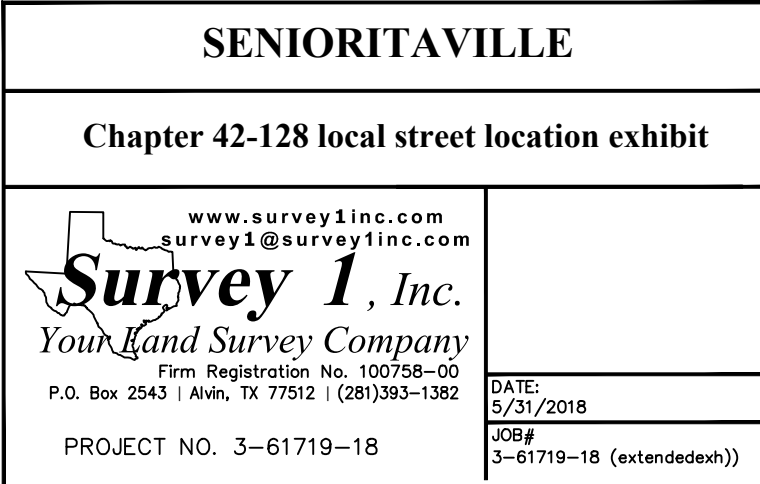 SENIORITAVILLE
Chapter 42-128 local street location exhibit
www.survey1inc.com
survey1@survey1inc.com
Survey 1, Inc.
Your Land Survey Company
Firm Registration No. 100758-00
P.O. Box 2543 | Alvin, TX 77512 | (281)393-1382
PROJECT NO. 3-61719-18
DATE:
5/31/2018
JOB#
3-61719-18 (extendedexh))